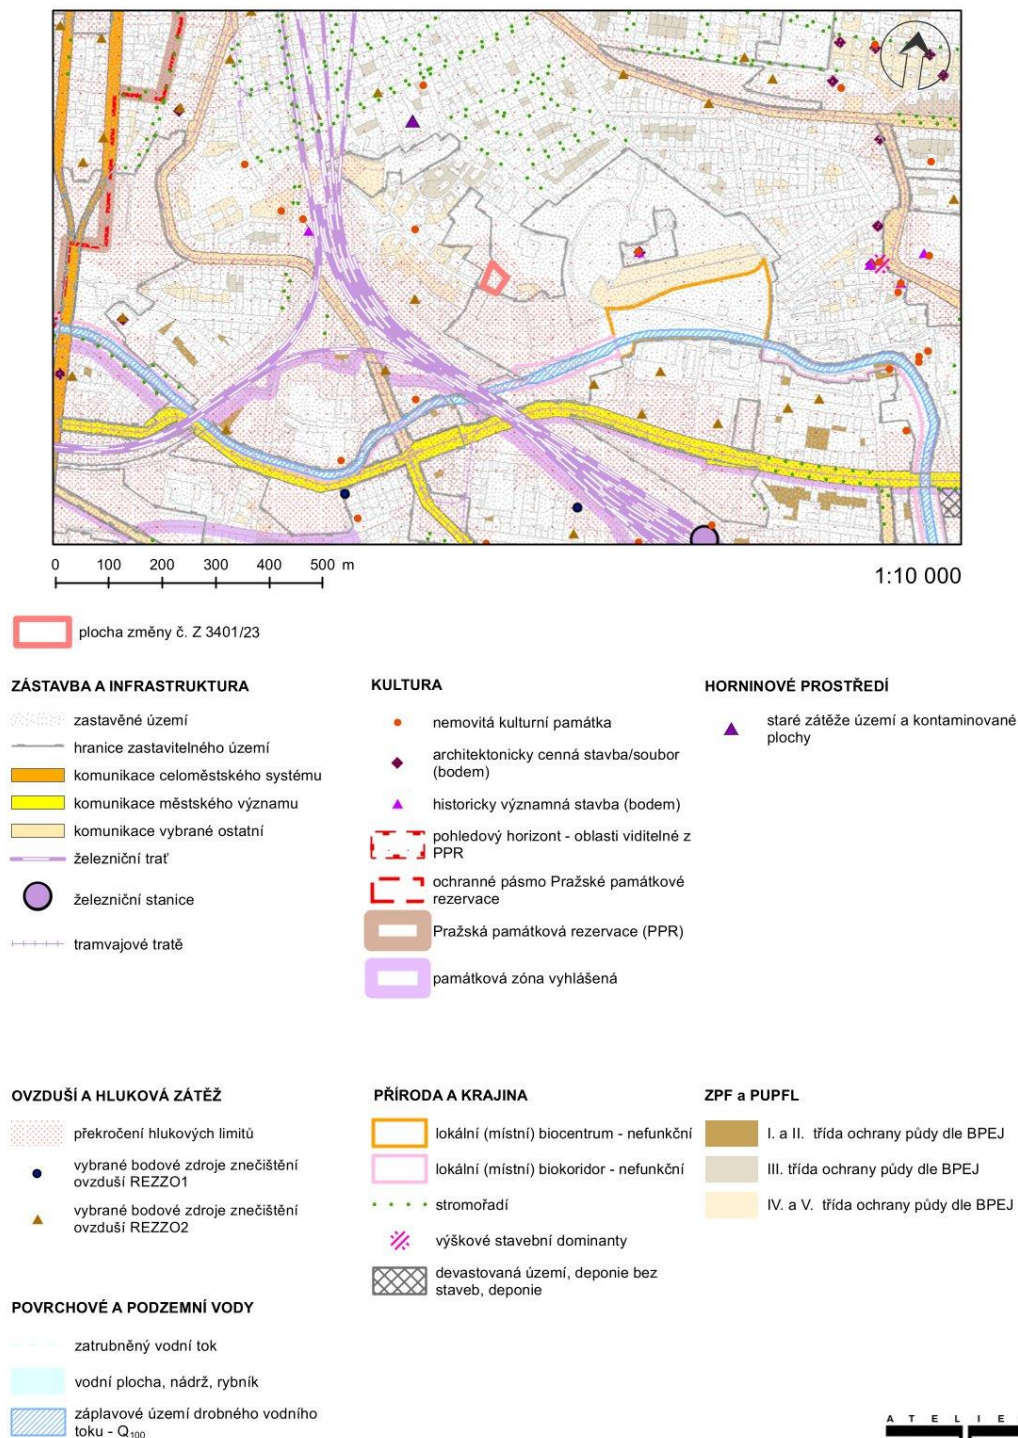 0 100 200 300 400 500 m
1:10 000
plocha změny č. Z 3401/23
ZÁSTAVBA A INFRASTRUKTURA
zastavěné území
hranice zastavitelného území
komunikace celoměstského systému
komunikace městského významu
komunikace vybrané ostatní
železniční trať
železniční stanice
tramvajové tratě
KULTURA
nemovitá kulturní památka
architektonicky cenná stavba/soubor
(bodem)
historicky významná stavba (bodem)
pohledový horizont - oblasti viditelné z
PPR
ochranné pásmo Pražské památkové
rezervace
Pražská památková rezervace (PPR)
památková zóna vyhlášená
HORNINOVÉ PROSTŘEDÍ
staré zátěže území a kontaminované
plochy
OVZDUŠÍ A HLUKOVÁ ZÁTĚŽ
překročení hlukových limitů
vybrané bodové zdroje znečištění
ovzduší REZZO1
vybrané bodové zdroje znečištění
ovzduší REZZO2
PŘÍRODA A KRAJINA
lokální (místní) biocentrum - nefunkční
lokální (místní) biokoridor - nefunkční
stromořadí
výškové stavební dominanty
devastovaná území, deponie bez
staveb, deponie
ZPF a PUPFL
I. a II. třída ochrany půdy dle BPEJ
III. třída ochrany půdy dle BPEJ
IV. a V. třída ochrany půdy dle BPEJ
POVRCHOVÉ A PODZEMNÍ VODY
zatrubněný vodní tok
vodní plocha, nádrž, rybník
záplavové území drobného vodního
toku - Q100
A T E L I E